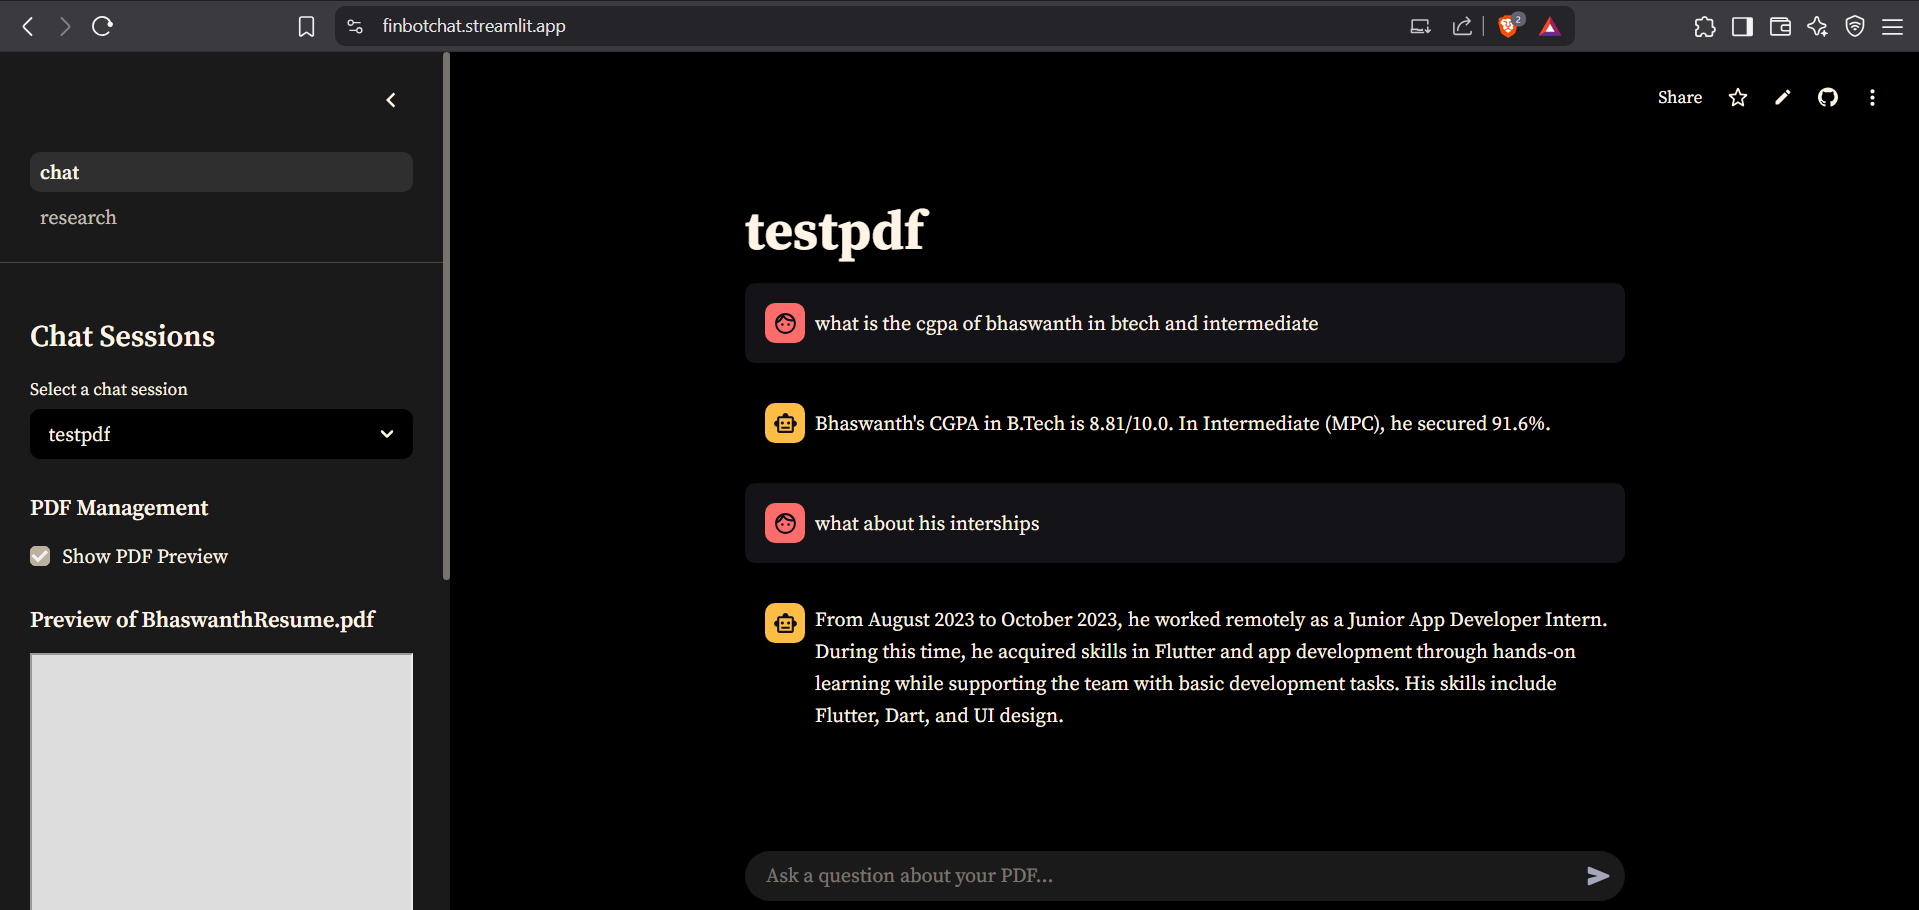 finbotchat.streamlit.app
2
Share
chat
research
Chat Sessions
Select a chat session
testpdf
PDF Management
Show PDF Preview
Preview of BhaswanthResume.pdf
testpdf
what is the cgpa of bhaswanth in btech and intermediate
Bhaswanth's CGPA in B.Tech is 8.81/10.0. In Intermediate (MPC), he secured 91.6%.
what about his interships
From August 2023 to October 2023, he worked remotely as a Junior App Developer Intern.
During this time, he acquired skills in Flutter and app development through hands-on
learning while supporting the team with basic development tasks. His skills include
Flutter, Dart, and UI design.
Ask a question about your PDF...